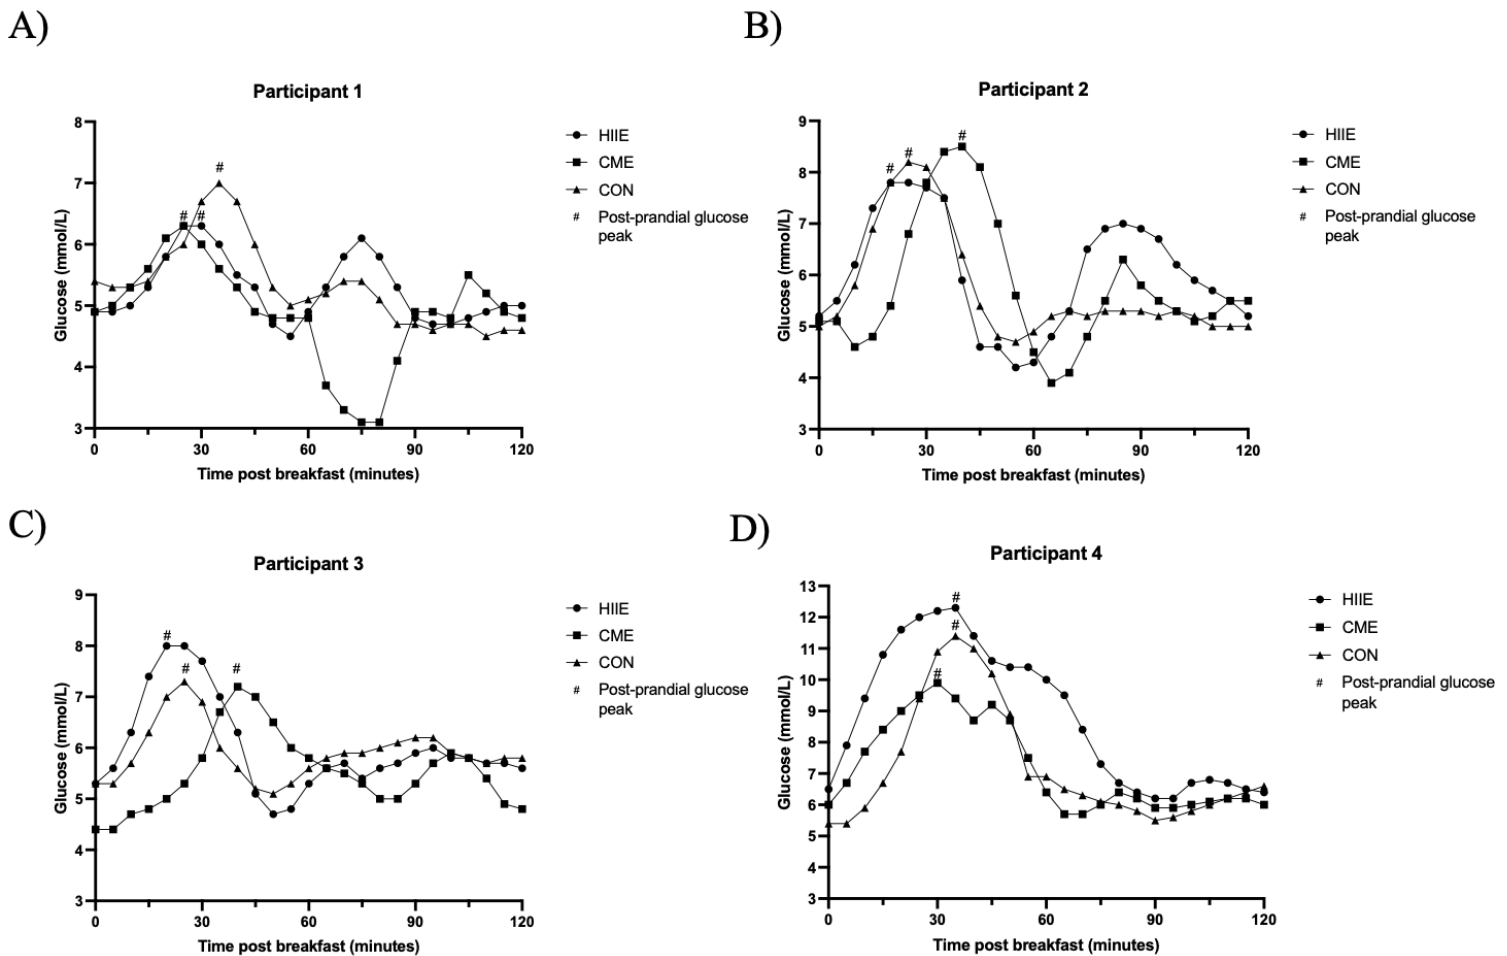 A)
Participant 1
8
7
6
5
4
3
Glucose (mmol/L)
0
30
60
90
120
Time post breakfast (minutes)
HIIE
CME
CON
# Post-prandial glucose
peak
#
# #
B)
Participant 2
9
8
7
6
5
4
3
Glucose (mmol/L)
0
30
60
90
120
Time post breakfast (minutes)
HIIE
CME
CON
# Post-prandial glucose
peak
#
#
#
C)
Participant 3
9
8
7
6
5
4
3
Glucose (mmol/L)
0
30
60
90
120
Time post breakfast (minutes)
HIIE
CME
CON
# Post-prandial glucose
peak
#
# #
D)
Participant 4
13
12
11
10
9
8
7
6
5
4
3
Glucose (mmol/L)
0
30
60
90
120
Time post breakfast (minutes)
HIIE
CME
CON
# Post-prandial glucose
peak
#
#
#